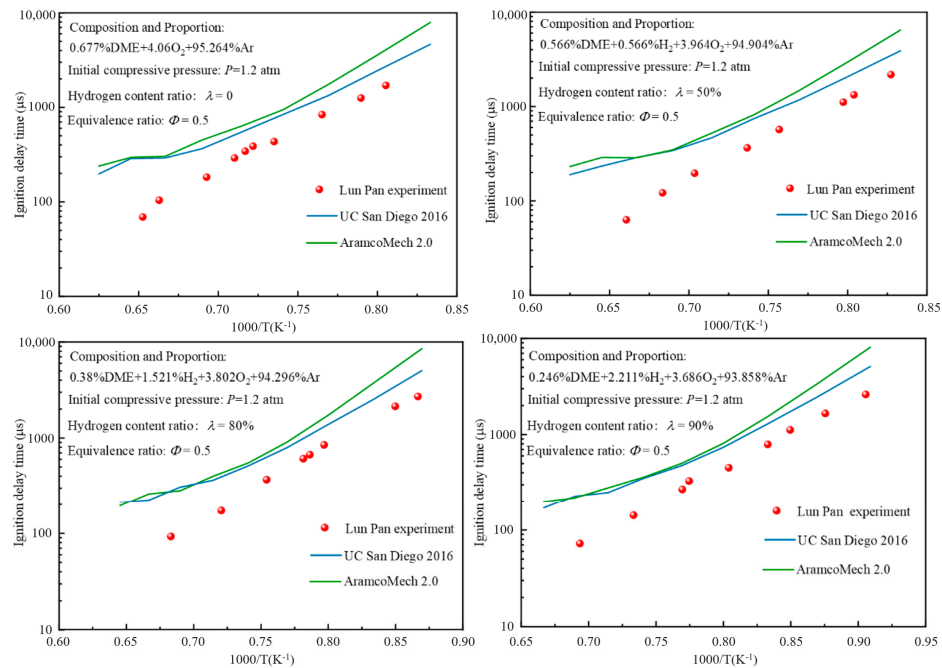 Composition and Proportion:
0.677%DME+4.06O₂+95.264%Ar
Initial compressive pressure: P=1.2 atm
Hydrogen content ratio: λ = 0
Equivalence ratio: Φ = 0.5
Lun Pan experiment
UC San Diego 2016
AramcoMech 2.0
Ignition delay time (μs)
10,000
1000
100
10
0.60 0.65 0.70 0.75 0.80 0.85
1000/T(K⁻¹)
Composition and Proportion:
0.566%DME+0.566%H₂+3.964O₂+94.904%Ar
Initial compressive pressure: P=1.2 atm
Hydrogen content ratio: λ = 50%
Equivalence ratio: Φ = 0.5
Lun Pan experiment
UC San Diego 2016
AramcoMech 2.0
Ignition delay time (μs)
10,000
1000
100
10
0.60 0.65 0.70 0.75 0.80 0.85
1000/T(K⁻¹)
Composition and Proportion:
0.38%DME+1.521%H₂+3.802O₂+94.296%Ar
Initial compressive pressure: P=1.2 atm
Hydrogen content ratio: λ = 80%
Equivalence ratio: Φ = 0.5
Lun Pan experiment
UC San Diego 2016
AramcoMech 2.0
Ignition delay time (μs)
10,000
1000
100
10
0.60 0.65 0.70 0.75 0.80 0.85 0.90
1000/T(K⁻¹)
Composition and Proportion:
0.246%DME+2.211%H₂+3.686O₂+93.858%Ar
Initial compressive pressure: P=1.2 atm
Hydrogen content ratio: λ = 90%
Equivalence ratio: Φ = 0.5
Lun Pan experiment
UC San Diego 2016
AramcoMech 2.0
Ignition delay time (μs)
10,000
1000
100
10
0.65 0.70 0.75 0.80 0.85 0.90 0.95
1000/T(K⁻¹)